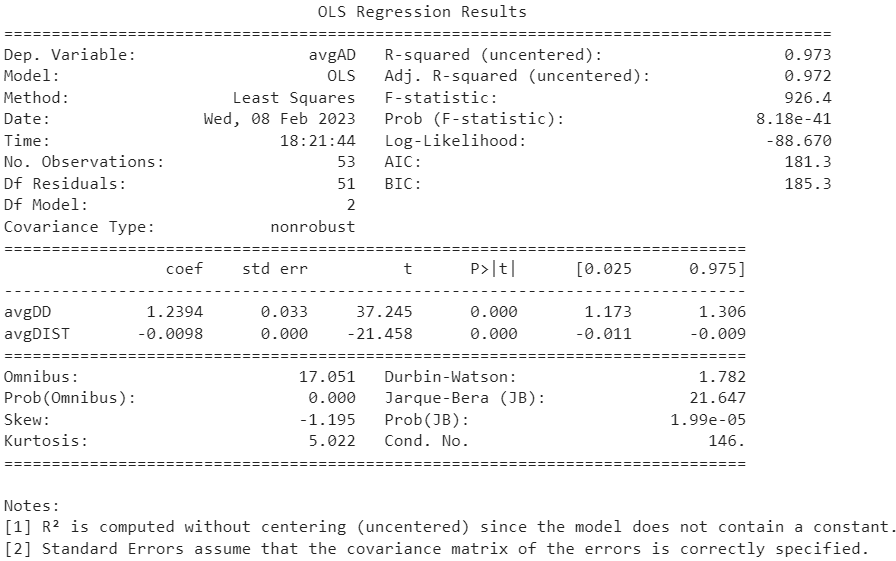 OLS Regression Results
==============================================================================
Dep. Variable: avgAD R-squared (uncentered): 0.973
Model: OLS Adj. R-squared (uncentered): 0.972
Method: Least Squares F-statistic: 926.4
Date: Wed, 08 Feb 2023 Prob (F-statistic): 8.18e-41
Time: 18:21:44 Log-Likelihood: -88.670
No. Observations: 53 AIC: 181.3
Df Residuals: 51 BIC: 185.3
Df Model: 2
Covariance Type: nonrobust
==============================================================================
coef std err t P>|t| [0.025 0.975]
------------------------------------------------------------------------------
avgDD 1.2394 0.033 37.245 0.000 1.173 1.306
avgDIST -0.0098 0.000 -21.458 0.000 -0.011 -0.009
==============================================================================
Omnibus: 17.051 Durbin-Watson: 1.782
Prob(Omnibus): 0.000 Jarque-Bera (JB): 21.647
Skew: -1.195 Prob(JB): 1.99e-05
Kurtosis: 5.022 Cond. No. 146.
==============================================================================
Notes:
[1] R² is computed without centering (uncentered) since the model does not contain a constant.
[2] Standard Errors assume that the covariance matrix of the errors is correctly specified.